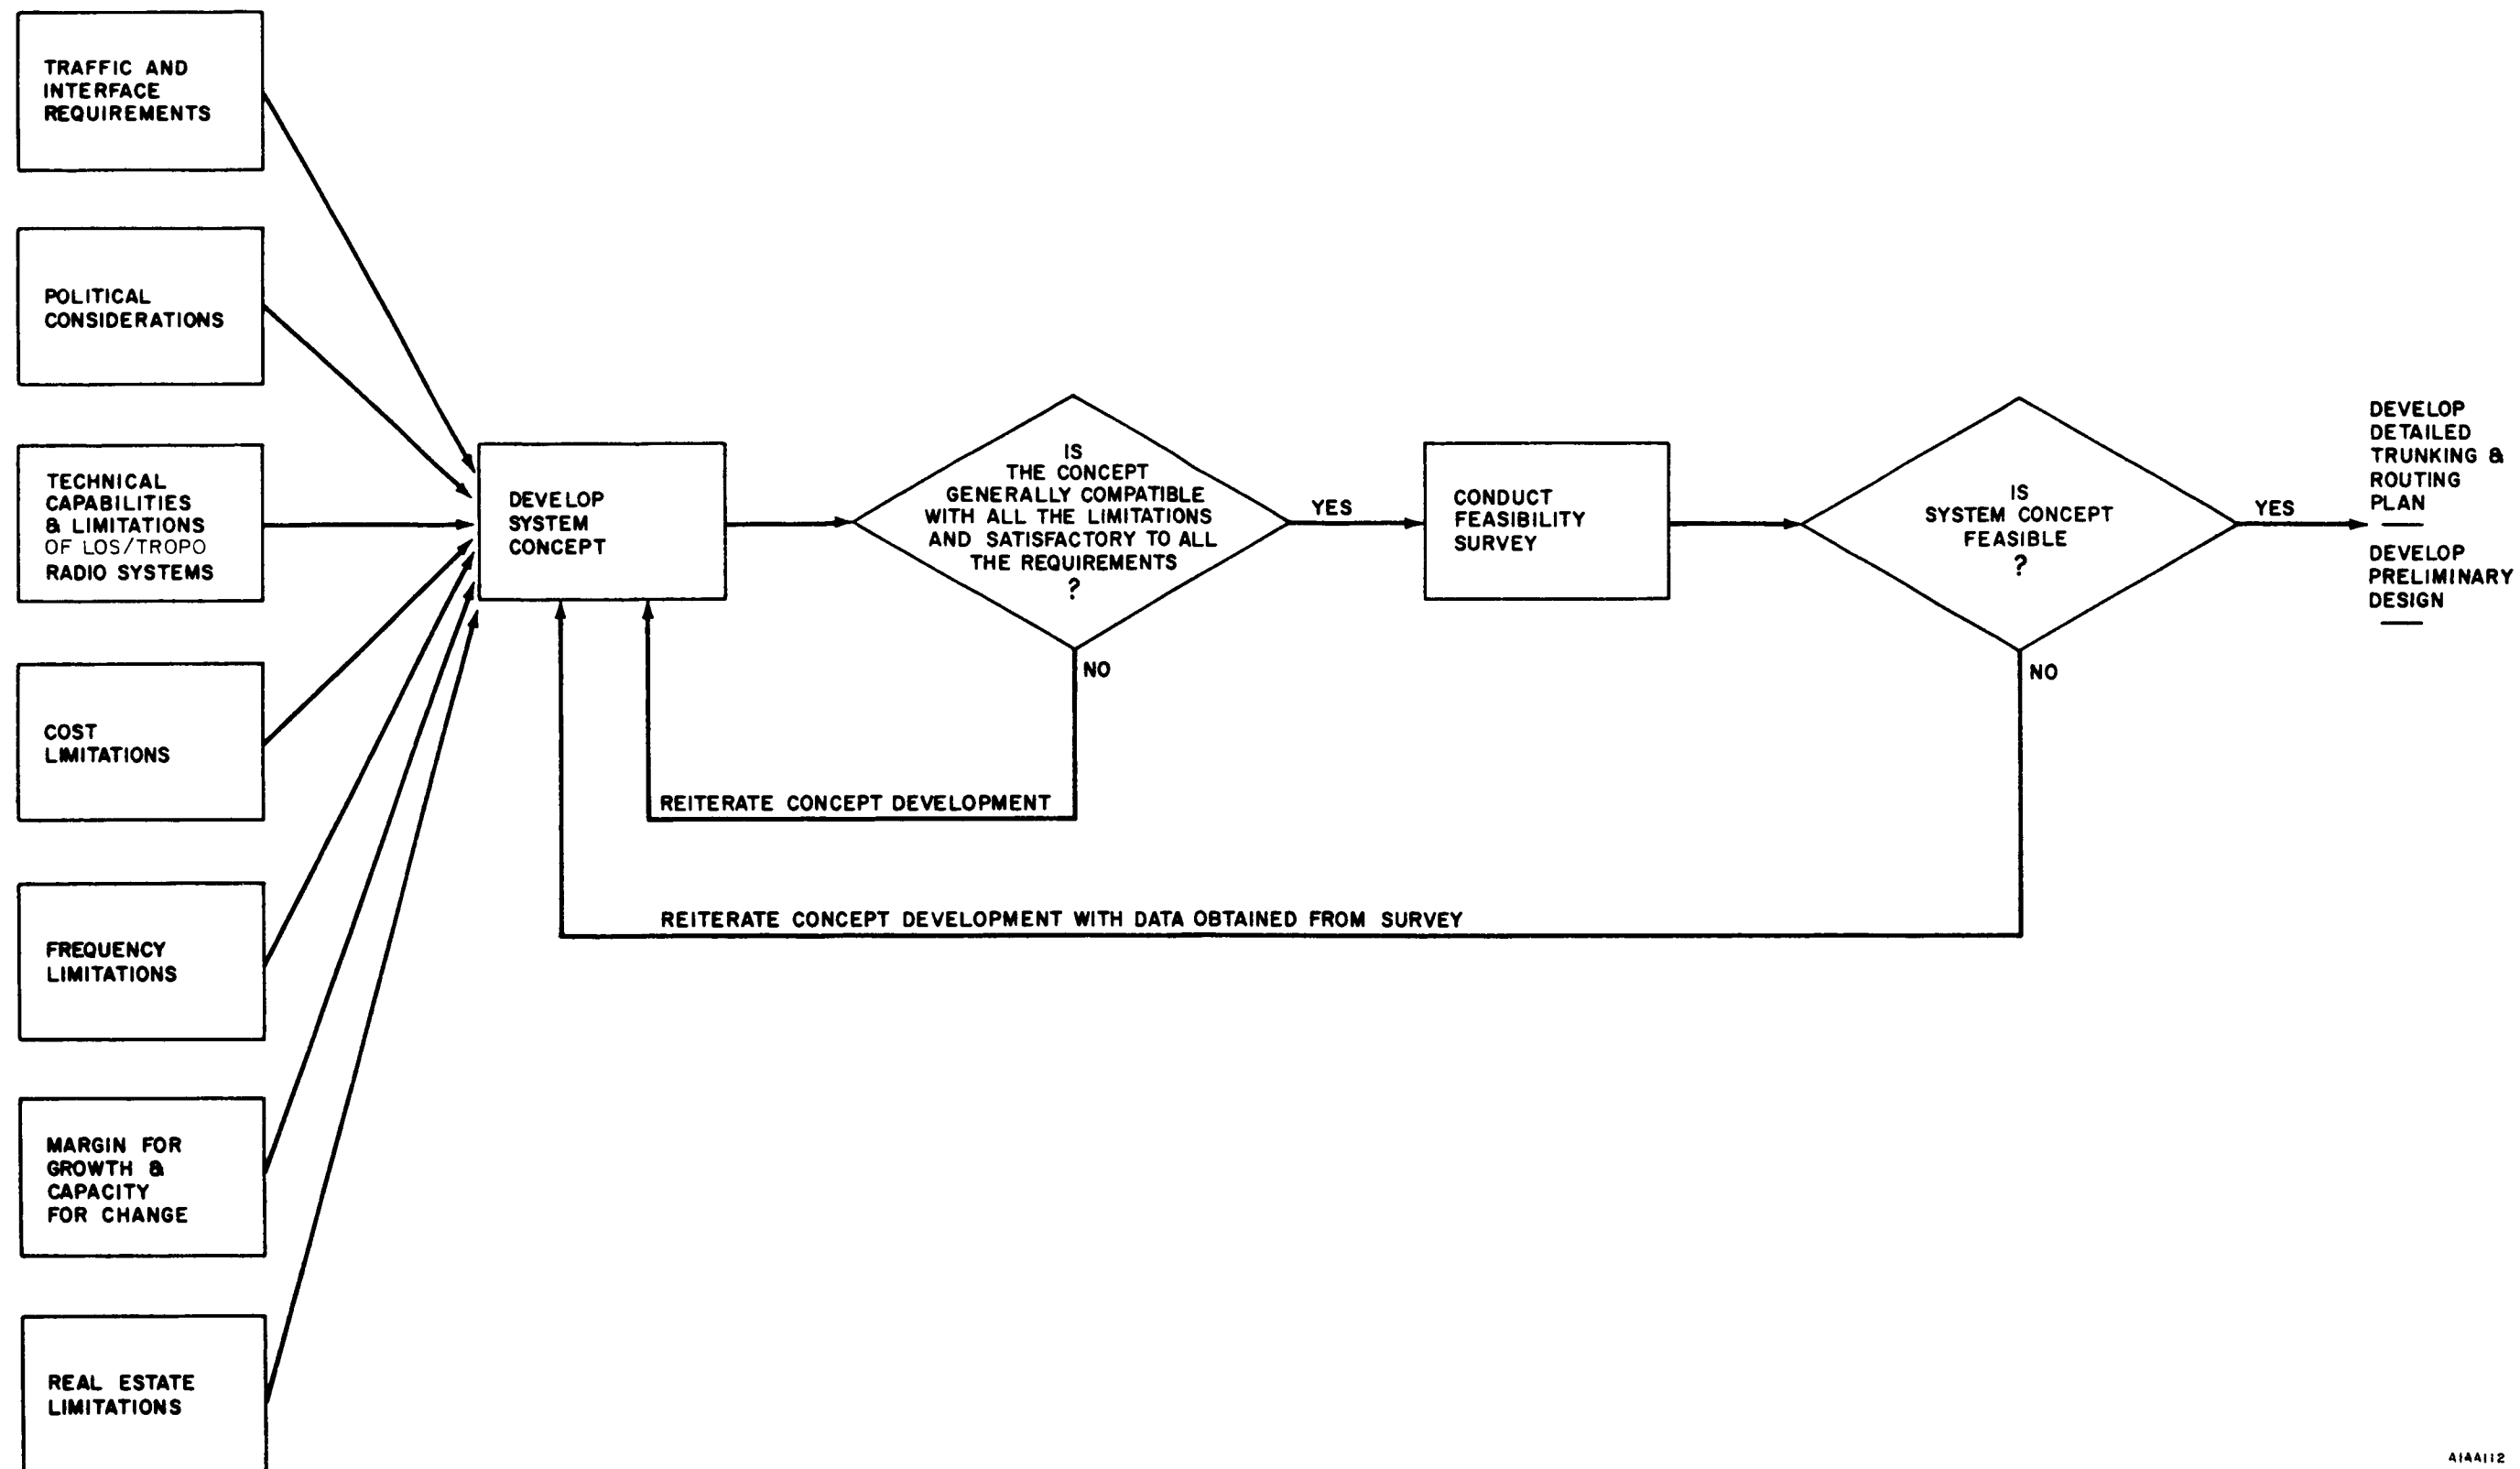 TRAFFIC AND
INTERFACE
REQUIREMENTS
POLITICAL
CONSIDERATIONS
TECHNICAL
CAPABILITIES
& LIMITATIONS
OF LOS/TROPO
RADIO SYSTEMS
COST
LIMITATIONS
FREQUENCY
LIMITATIONS
MARGIN FOR
GROWTH &
CAPACITY
FOR CHANGE
REAL ESTATE
LIMITATIONS
DEVELOP
SYSTEM
CONCEPT
IS
THE CONCEPT
GENERALLY COMPATIBLE
WITH ALL THE LIMITATIONS
AND SATISFACTORY TO ALL
THE REQUIREMENTS
?
YES
NO
REITERATE CONCEPT DEVELOPMENT
CONDUCT
FEASIBILITY
SURVEY
IS
SYSTEM CONCEPT
FEASIBLE
?
YES
NO
REITERATE CONCEPT DEVELOPMENT WITH DATA OBTAINED FROM SURVEY
DEVELOP
DETAILED
TRUNKING &
ROUTING
PLAN
DEVELOP
PRELIMINARY
DESIGN
A1AA112